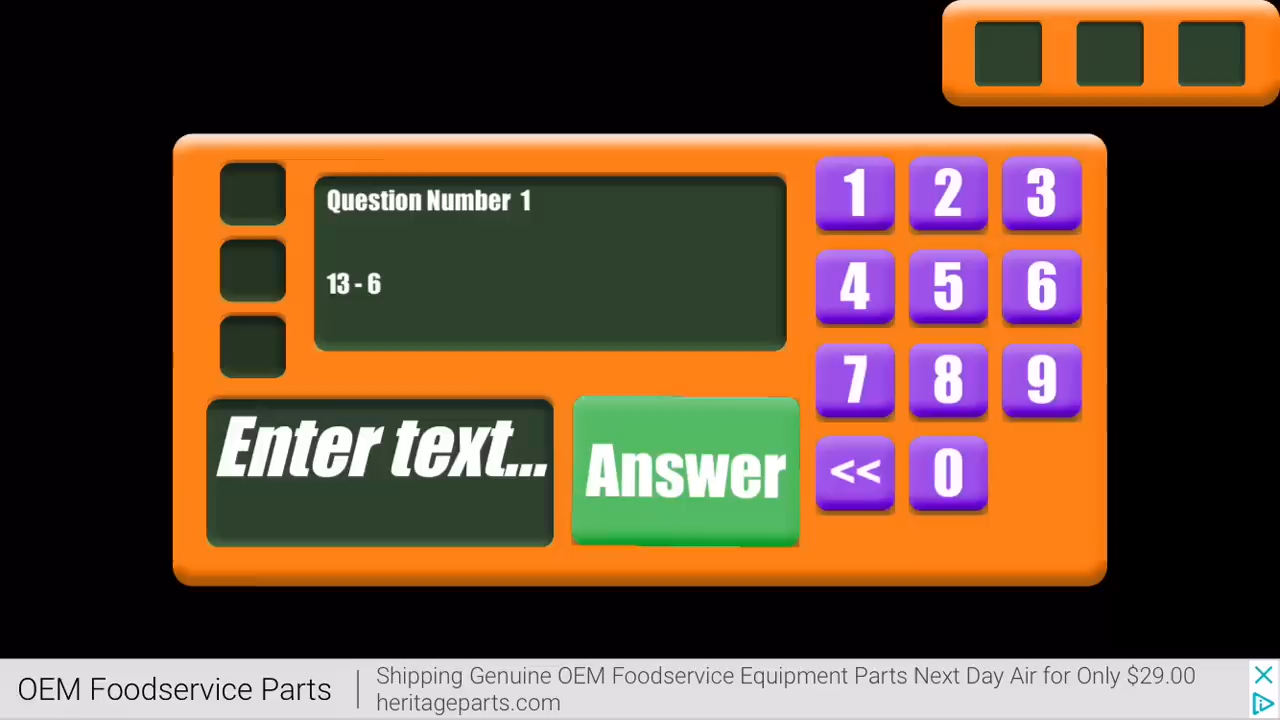 Question Number 1
13 - 6
Enter text...
Answer
1 2 3
4 5 6
7 8 9
<< 0
OEM Foodservice Parts
Shipping Genuine OEM Foodservice Equipment Parts Next Day Air for Only $29.00
heritageparts.com